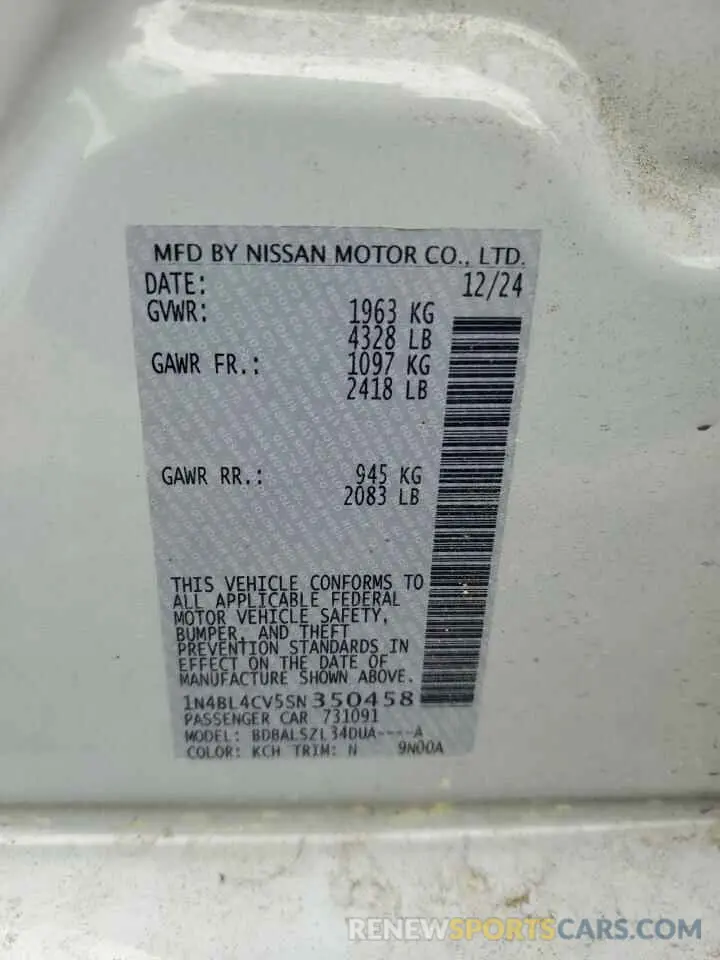 MFD BY NISSAN MOTOR CO., LTD.
DATE: 12/24
GVWR: 1963 KG
4328 LB
GAWR FR.: 1097 KG
2418 LB
GAWR RR.: 945 KG
2083 LB
THIS VEHICLE CONFORMS TO
ALL APPLICABLE FEDERAL
MOTOR VEHICLE SAFETY,
BUMPER, AND THEFT
PREVENTION STANDARDS IN
EFFECT ON THE DATE OF
MANUFACTURE SHOWN ABOVE.
1N4BL4CV5SN350458
PASSENGER CAR 731091
MODEL: BDBALSZL34DUA----A
COLOR: KCH TRIM: N 9N00A
RENEWSPORTSCARS.COM